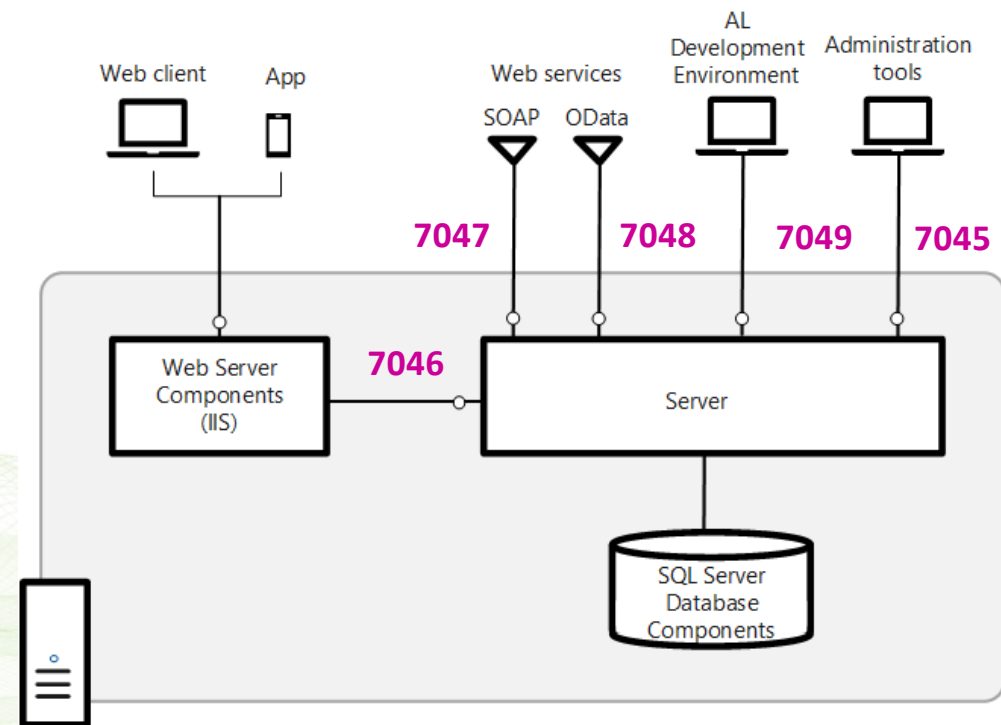 AL
Development
Environment
Administration
tools
Web client
App
Web services
SOAP
OData
7047
7048
7049
7045
7046
Web Server
Components
(IIS)
Server
SQL Server
Database
Components